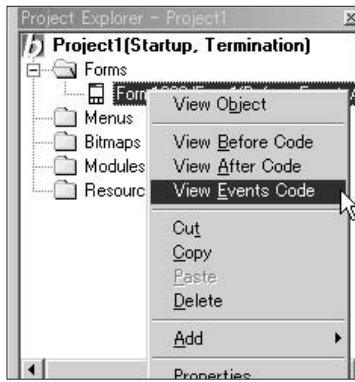 Project Explorer - Project1
Project1(Startup, Termination)
Forms
View Object
Menus
Bitmaps
View Before Code
Modules
View After Code
View Events Code
Cut
Copy
Paste
Delete
Add
Properties